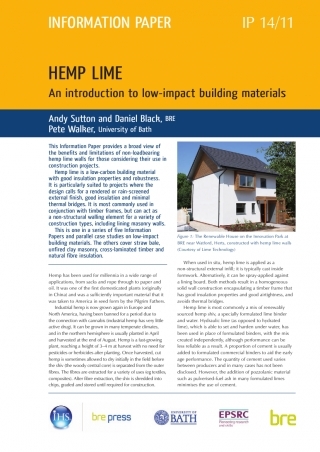 INFORMATION PAPER
IP 14/11
HEMP LIME
An introduction to low-impact building materials
Andy Sutton and Daniel Black, BRE
Pete Walker, University of Bath
This Information Paper provides a broad view of
the benefits and limitations of non-loadbearing
hemp lime walls for those considering their use in
construction projects.
Hemp lime is a low-carbon building material
with good insulation properties and robustness.
It is particularly suited to projects where the
design calls for a rendered or rain-screened
external finish, good insulation and minimal
thermal bridges. It is most commonly used in
conjunction with timber frames, but can act as
a non-structural walling element for a variety of
construction types, including lining masonry walls.
This is one in a series of five Information
Papers and parallel case studies on low-impact
building materials. The others cover straw bale,
unfired clay masonry, cross-laminated timber and
natural fibre insulation.
Hemp has been used for millennia in a wide range of
applications, from sacks and rope through to paper and
oil. It was one of the first domesticated plants (originally
in China) and was a sufficiently important material that it
was taken to America in seed form by the Pilgrim fathers.
Industrial hemp is now grown again in Europe and
North America, having been banned for a period due to
the connection with cannabis (industrial hemp has very little
active drug). It can be grown in many temperate climates,
and in the northern hemisphere is usually planted in April
and harvested at the end of August. Hemp is a fast-growing
plant, reaching a height of 3–4 m at harvest with no need for
pesticides or herbicides after planting. Once harvested, cut
hemp is sometimes allowed to dry initially in the field before
the shiv (the woody central core) is separated from the outer
fibres. The fibres are extracted for a variety of uses (eg textiles,
composites). After fibre extraction, the shiv is shredded into
chips, graded and stored until required for construction.
Figure 1: The Renewable House on the Innovation Park at
BRE near Watford, Herts, constructed with hemp lime walls
(Courtesy of Lime Technology)
When used in situ, hemp lime is applied as a
non-structural external infill; it is typically cast inside
formwork. Alternatively, it can be spray-applied against
a lining board. Both methods result in a homogeneous,
solid wall construction encapsulating a timber frame that
has good insulation properties and good airtightness, and
avoids thermal bridges.
Hemp lime is most commonly a mix of renewably
sourced hemp shiv, a specially formulated lime binder
and water. Hydraulic lime (as opposed to hydrated
lime), which is able to set and harden under water, has
been used in place of formulated binders, with the mix
created independently, although performance can be
less reliable as a result. A proportion of cement is usually
added to formulated commercial binders to aid the early-
age performance. The quantity of cement used varies
between producers and in many cases has not been
disclosed. However, the addition of pozzolanic material
such as pulverised-fuel ash in many formulated limes
minimises the use of cement.
IHS
bre press
UNIVERSITY OF
BATH
EPSRC
bre